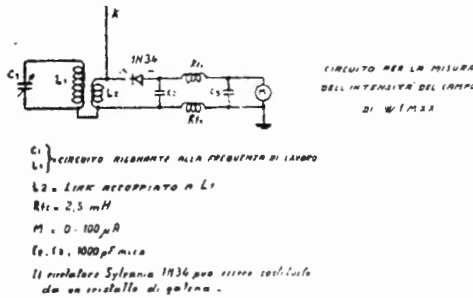 K
1N34
Rfc
C1
L1
L2
C2
C3
M
Rfc
CIRCUITO PER LA MISURA
DELL'INTENSITÀ DEL CAMPO
DI W1MXX
C1
L1
CIRCUITO RISONANTE ALLA FREQUENZA DI LAVORO
L2 = LINK ACCOPPIATO A L1
Rfc = 2,5 mH
M = 0-100 μA
C2, C3, 1000 pF mica
Il rivelatore Sylvania 1N34 può essere sostituito
da un cristallo di galena.